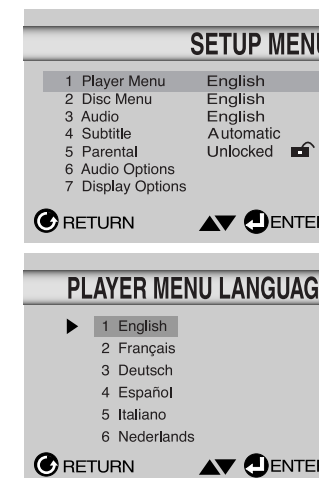 SETUP MENU
1 Player Menu English
2 Disc Menu English
3 Audio English
4 Subtitle Automatic
5 Parental Unlocked
6 Audio Options
7 Display Options
RETURN ▲▼ ENTE
PLAYER MENU LANGUAG
▶ 1 English
2 Français
3 Deutsch
4 Español
5 Italiano
6 Nederlands
RETURN ▲▼ ENTE